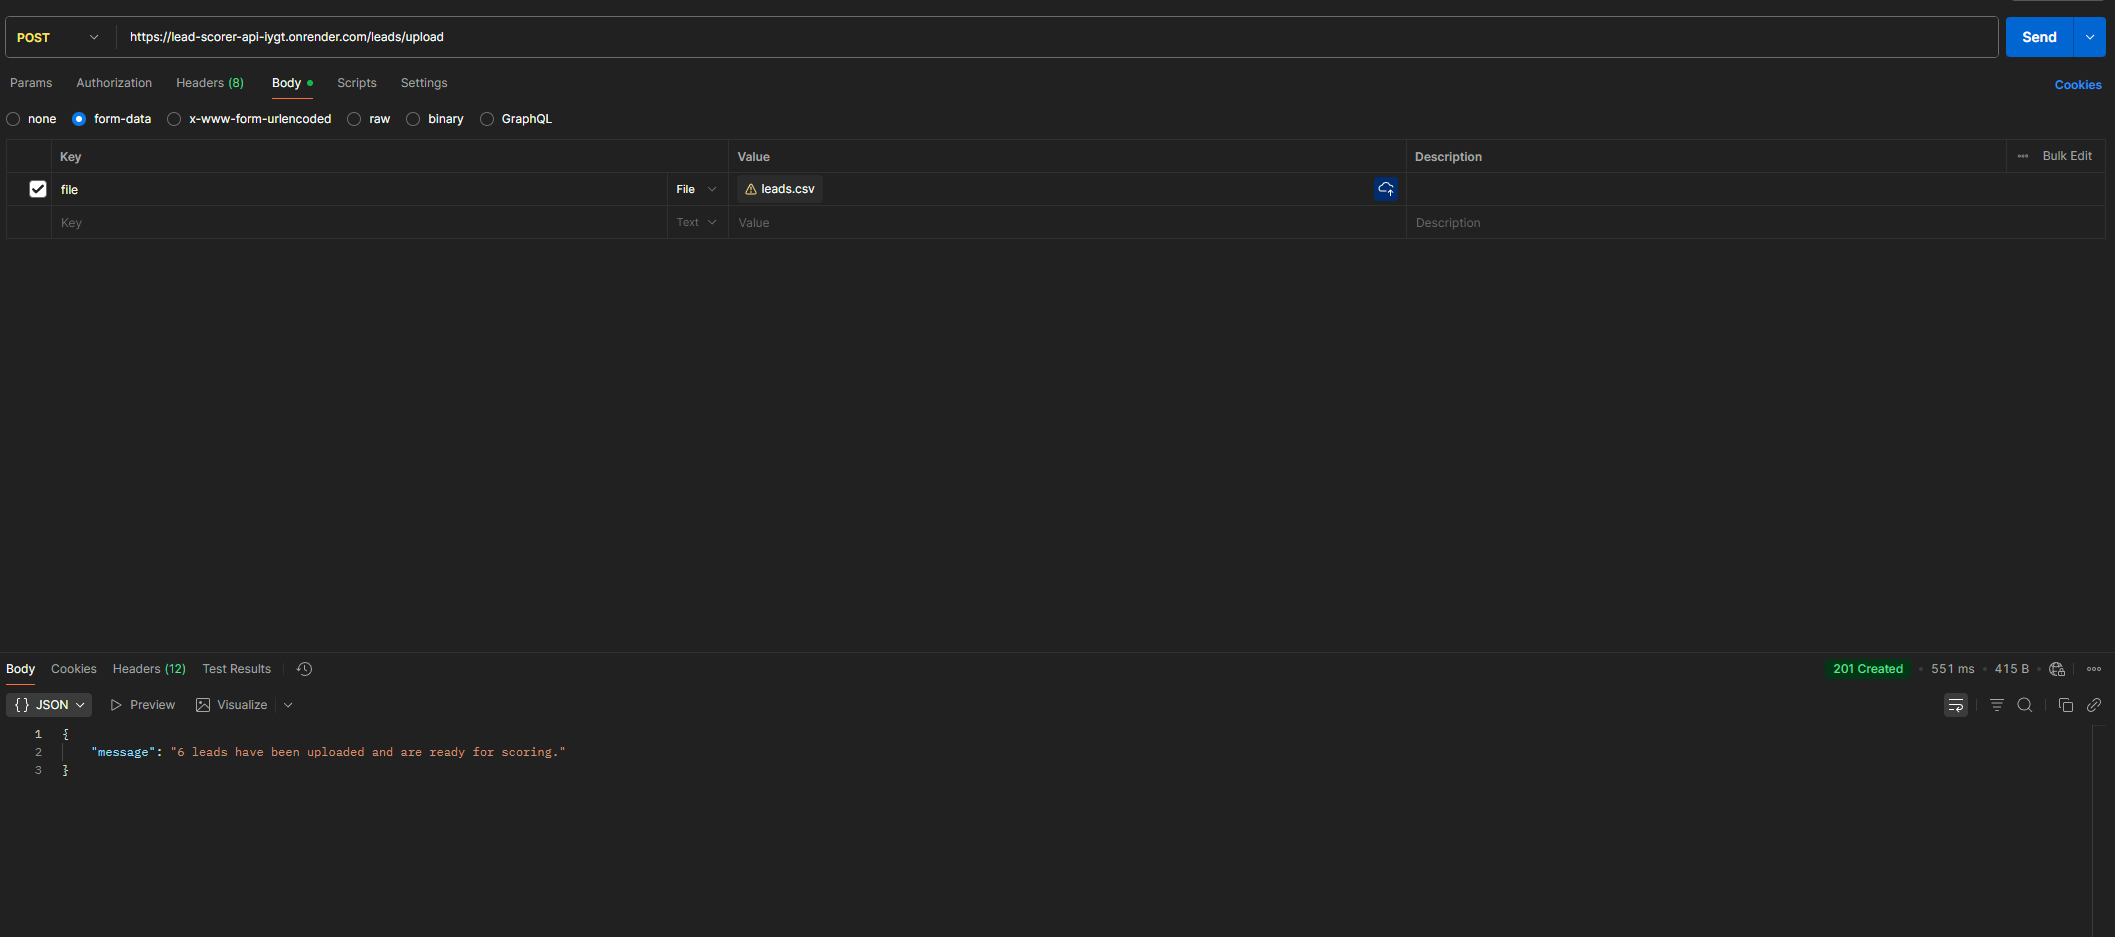 POST https://lead-scorer-api-iygt.onrender.com/leads/upload Send
Params Authorization Headers (8) Body Scripts Settings Cookies
none form-data x-www-form-urlencoded raw binary GraphQL
Key Value Description Bulk Edit
file File leads.csv
Key Text Value Description
Body Cookies Headers (12) Test Results 201 Created 551 ms 415 B
{} JSON Preview Visualize
1 {
2 "message": "6 leads have been uploaded and are ready for scoring."
3 }